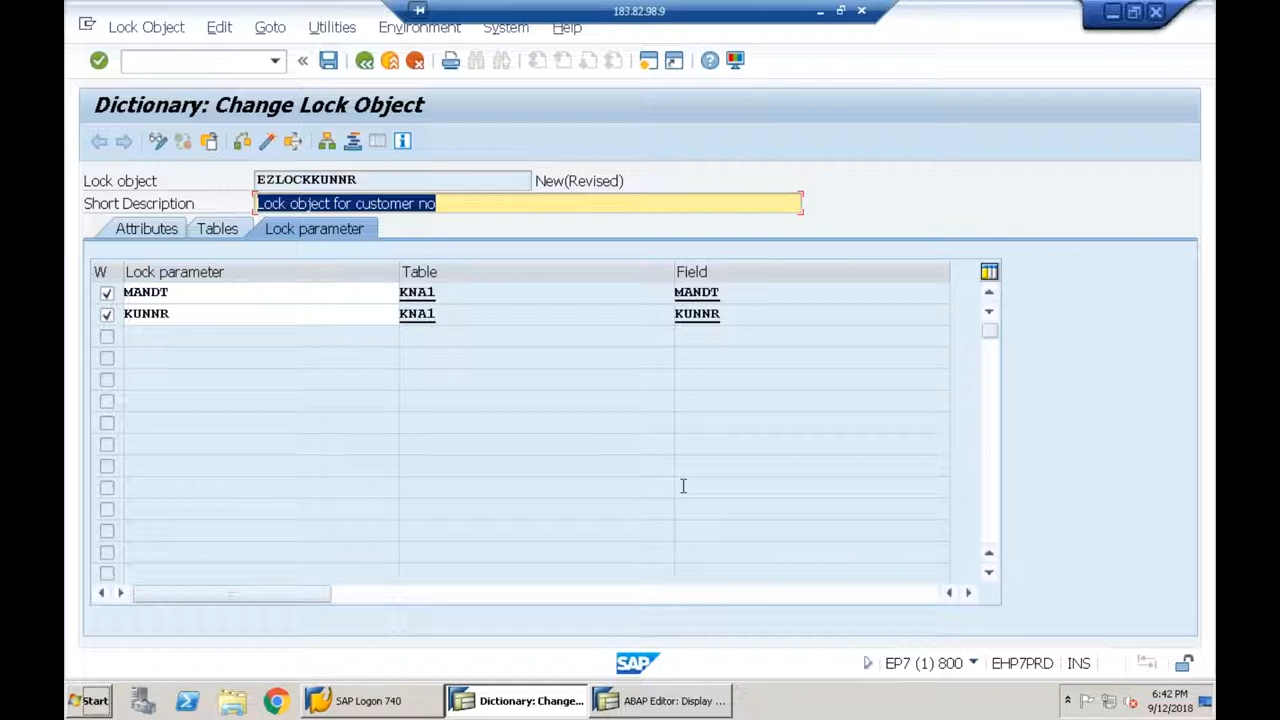 183.82.98.9
Lock Object Edit Goto Utilities Environment System Help
Dictionary: Change Lock Object
Lock object EZLOCKKUNNR New(Revised)
Short Description Lock object for customer no
Attributes Tables Lock parameter
W Lock parameter Table Field
MANDT KNA1 MANDT
KUNNR KNA1 KUNNR
SAP EP7 (1) 800 EHP7PRD INS
Start SAP Logon 740 Dictionary: Change... ABAP Editor: Display ... 6:42 PM
9/12/2018